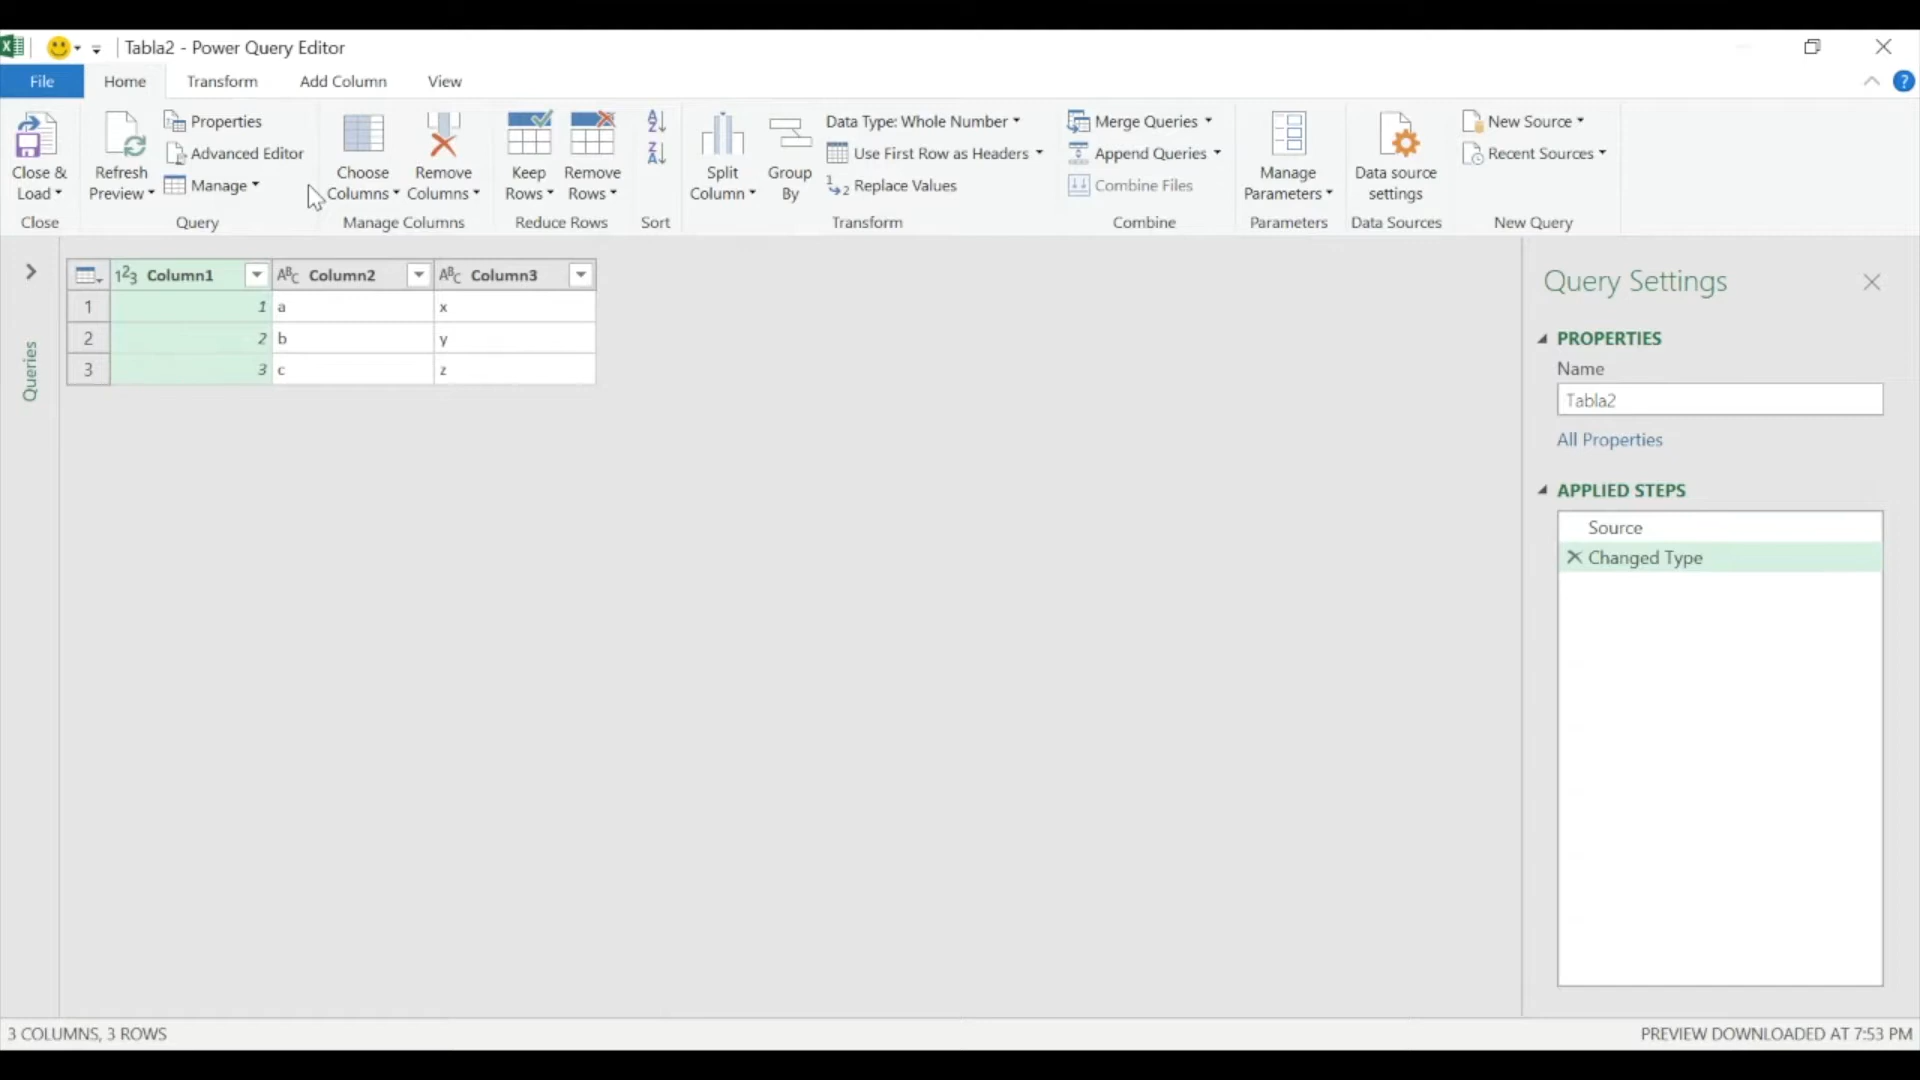 Tabla2 - Power Query Editor
File Home Transform Add Column View
Close & Load
Close
Refresh Preview
Properties
Advanced Editor
Manage
Query
Choose Columns
Remove Columns
Manage Columns
Keep Rows
Remove Rows
Reduce Rows
Sort
Split Column
Group By
Data Type: Whole Number
Use First Row as Headers
Replace Values
Transform
Merge Queries
Append Queries
Combine Files
Combine
Manage Parameters
Parameters
Data source settings
Data Sources
New Source
Recent Sources
New Query
Queries
123 Column1 ABC Column2 ABC Column3
1 1 a x
2 2 b y
3 3 c z
Query Settings
PROPERTIES
Name
Tabla2
All Properties
APPLIED STEPS
Source
Changed Type
3 COLUMNS, 3 ROWS
PREVIEW DOWNLOADED AT 7:53 PM